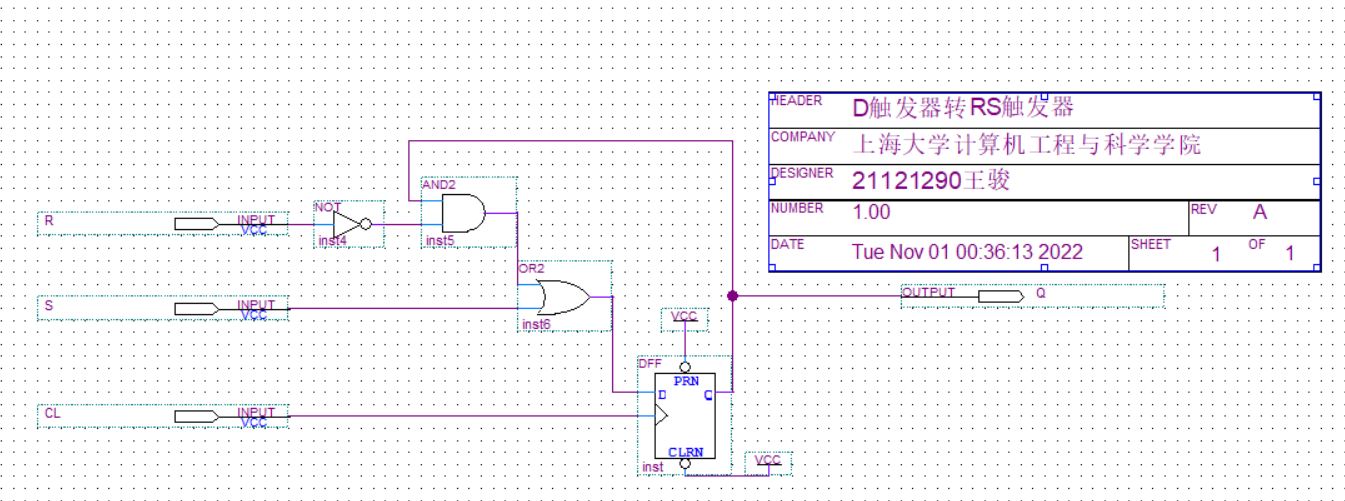 HEADER D触发器转RS触发器
COMPANY 上海大学计算机工程与科学学院
DESIGNER 21121290王骏
NUMBER 1.00 REV A
DATE Tue Nov 01 00:36:13 2022 SHEET 1 OF 1
AND2
NOT
R INPUT
VCC
inst4
inst5
OR2
S INPUT
VCC
inst6
OUTPUT Q
VCC
DFF
PRN
D Q
CL INPUT
VCC
CLRN
inst
VCC